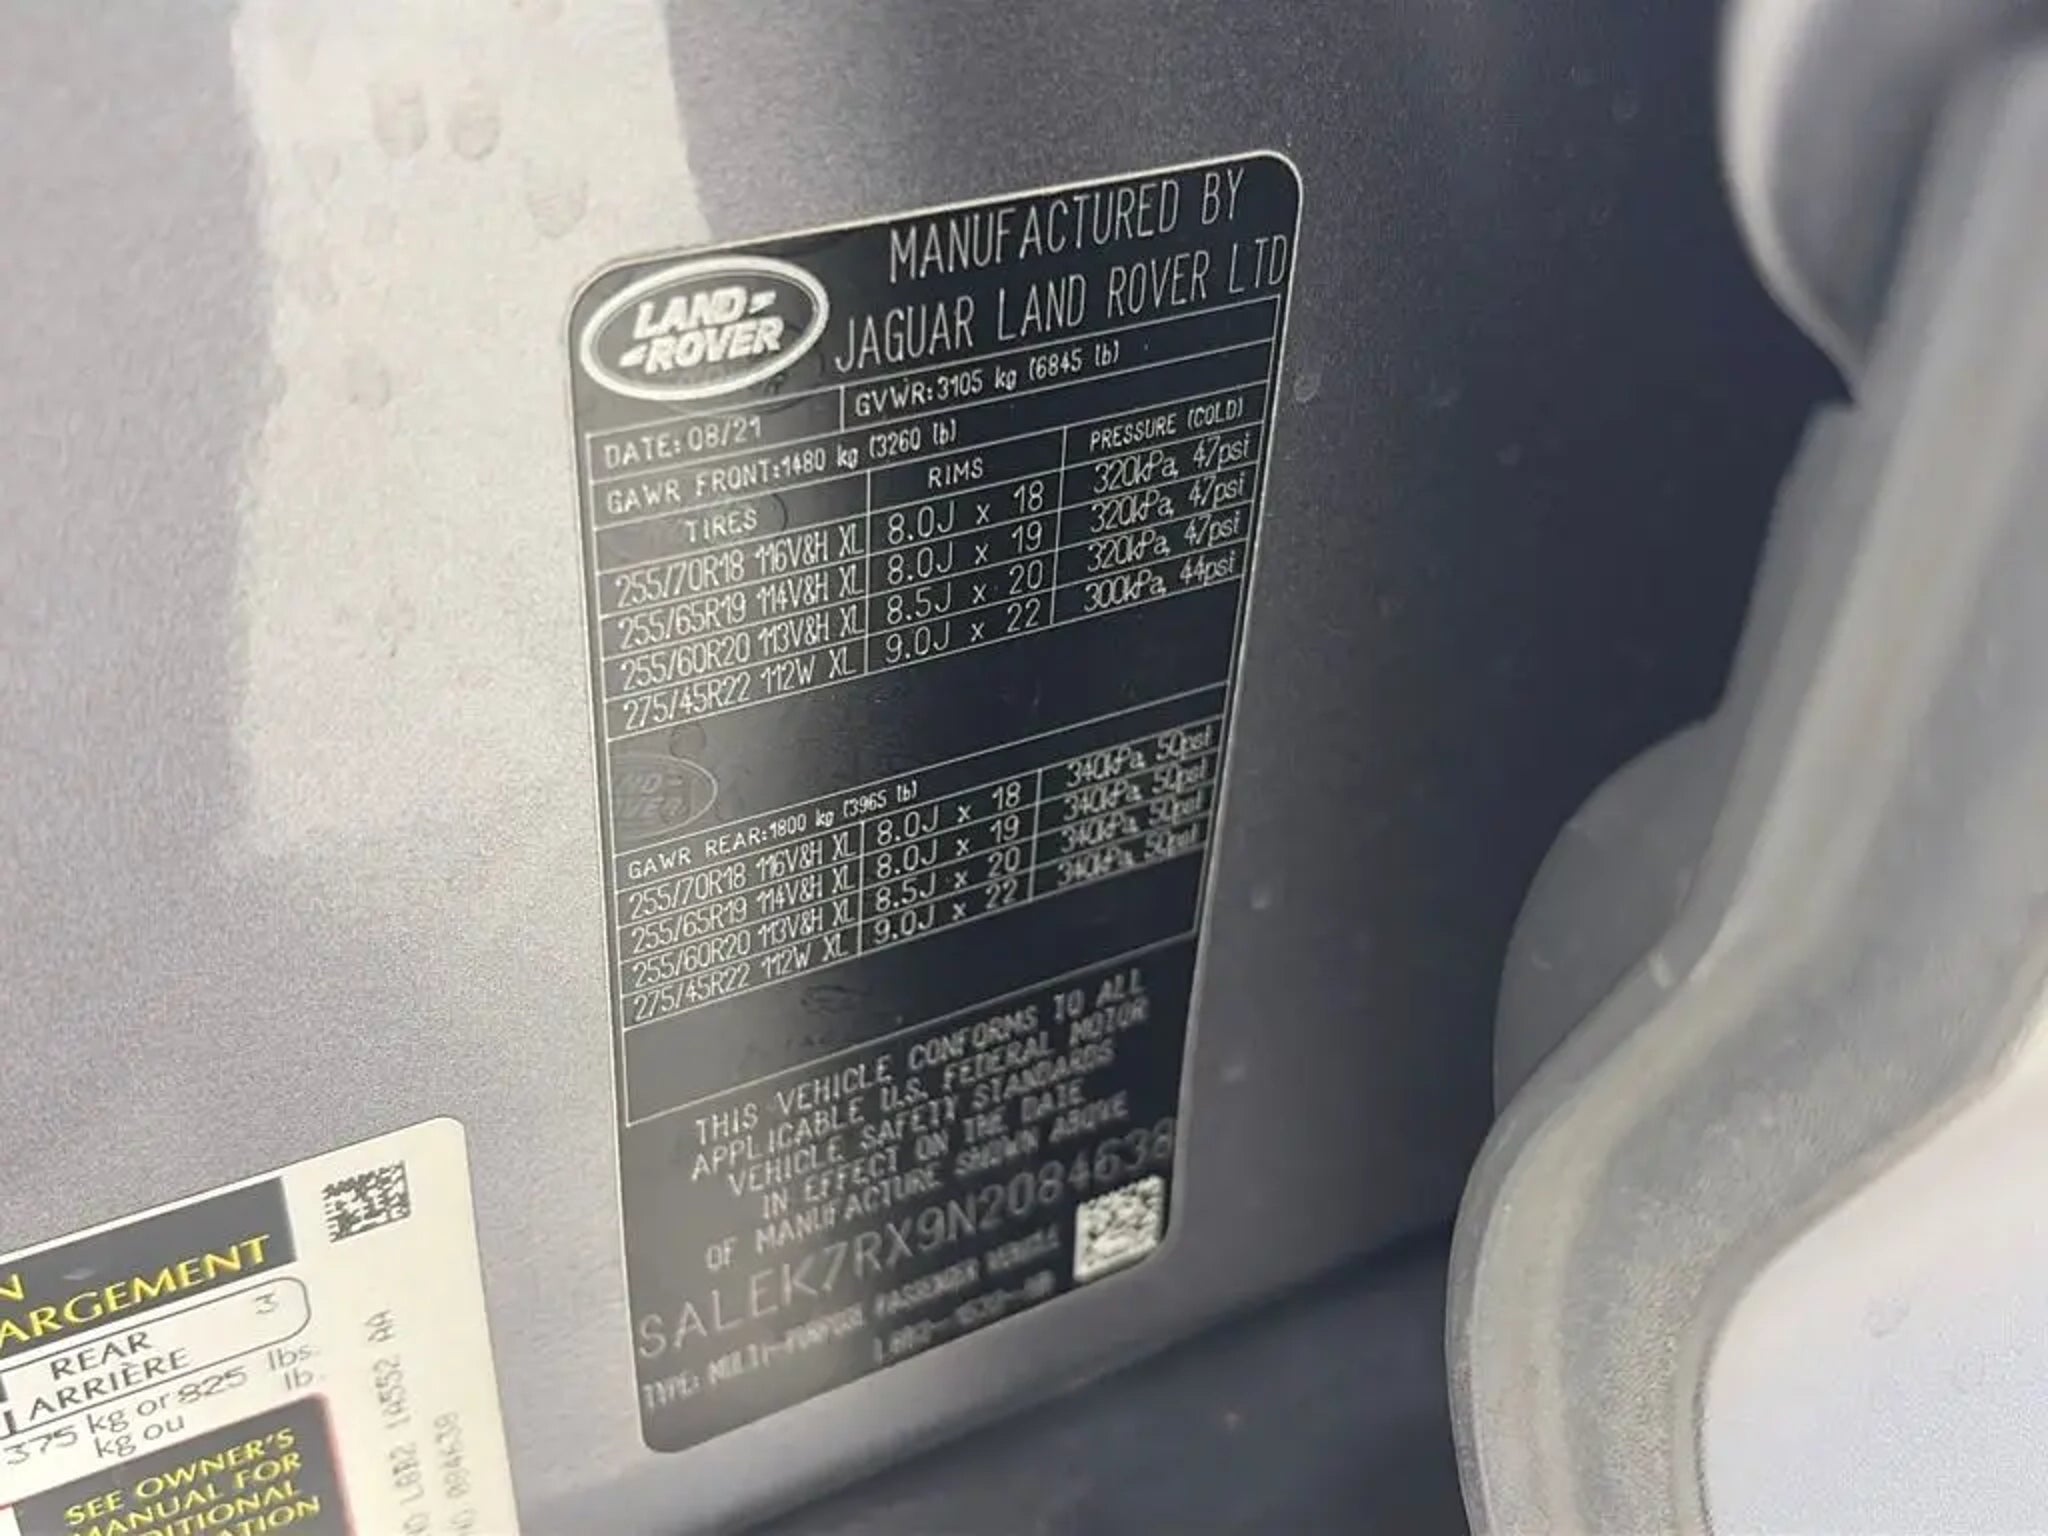 LAND-
ROVER
MANUFACTURED BY
JAGUAR LAND ROVER LTD
DATE: 08/21
GVWR: 3105 kg (6845 lb)
GAWR FRONT: 1480 kg (3260 lb)
TIRES RIMS PRESSURE (COLD)
255/70R18 116V&H XL 8.0J x 18 320kPa, 47psi
255/65R19 114V&H XL 8.0J x 19 320kPa, 47psi
255/60R20 113V&H XL 8.5J x 20 320kPa, 47psi
275/45R22 112W XL 9.0J x 22 300kPa, 44psi
GAWR REAR: 1800 kg (3965 lb)
255/70R18 116V&H XL 8.0J x 18 340kPa, 50psi
255/65R19 114V&H XL 8.0J x 19 340kPa, 50psi
255/60R20 113V&H XL 8.5J x 20 340kPa, 50psi
275/45R22 112W XL 9.0J x 22 340kPa, 50psi
THIS VEHICLE CONFORMS TO ALL
APPLICABLE U.S. FEDERAL MOTOR
VEHICLE SAFETY STANDARDS
IN EFFECT ON THE DATE
OF MANUFACTURE SHOWN ABOVE
SALEK7RX9N2084638
TYPE: MULTI-PURPOSE PASSENGER VEHICLE
N
ARGEMENT
REAR 3
ARRIÈRE
375 kg or 825 lbs.
kg ou lb.
SEE OWNER'S
MANUAL FOR
DITIONAL
ATION
L8B2 1A552 AA
084638